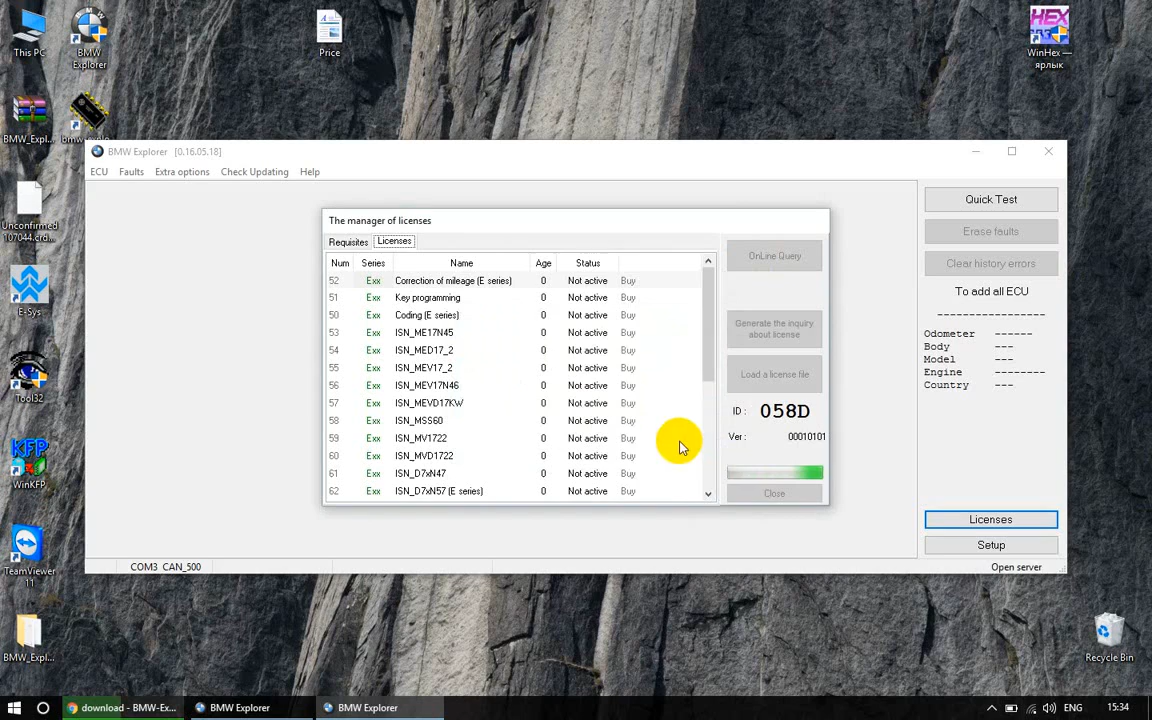 This PC
BMW
Explorer
Price
WinHex —
ярлык
BMW_Expl...
bmw-explo...
BMW Explorer [0.16.05.18]
ECU Faults Extra options Check Updating Help
Unconfirmed
107044.crd...
E-Sys
Tool32
WinKFP
TeamViewer
11
BMW_Expl...
Recycle Bin
The manager of licenses
Requisites Licenses
Num Series Name Age Status
52 Exx Correction of mileage (E series) 0 Not active Buy
51 Exx Key programming 0 Not active Buy
50 Exx Coding (E series) 0 Not active Buy
53 Exx ISN_ME17N45 0 Not active Buy
54 Exx ISN_MED17_2 0 Not active Buy
55 Exx ISN_MEV17_2 0 Not active Buy
56 Exx ISN_MEV17N46 0 Not active Buy
57 Exx ISN_MEVD17KW 0 Not active Buy
58 Exx ISN_MSS60 0 Not active Buy
59 Exx ISN_MV1722 0 Not active Buy
60 Exx ISN_MVD1722 0 Not active Buy
61 Exx ISN_D7xN47 0 Not active Buy
62 Exx ISN_D7xN57 (E series) 0 Not active Buy
OnLine Query
Generate the inquiry
about license
Load a license file
ID : 058D
Ver : 00010101
Close
Quick Test
Erase faults
Clear history errors
To add all ECU
----------------
Odometer ------
Body ---
Model ---
Engine --------
Country ---
Licenses
Setup
COM3 CAN_500
Open server
download - BMW-Ex...
BMW Explorer
BMW Explorer
ENG
15:34